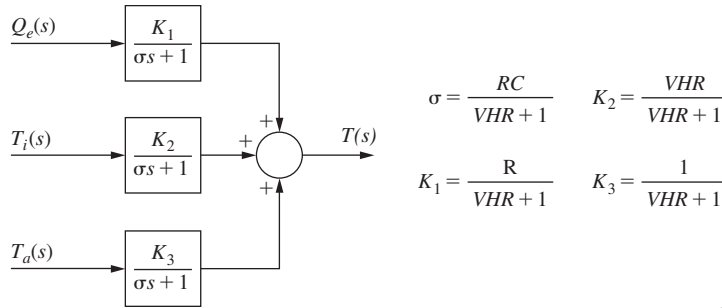 Q_e(s)
K_1
σs + 1
+
T_i(s)
K_2
σs + 1
+
T(s)
+
T_a(s)
K_3
σs + 1
σ = RC / VHR + 1
K_2 = VHR / VHR + 1
K_1 = R / VHR + 1
K_3 = 1 / VHR + 1